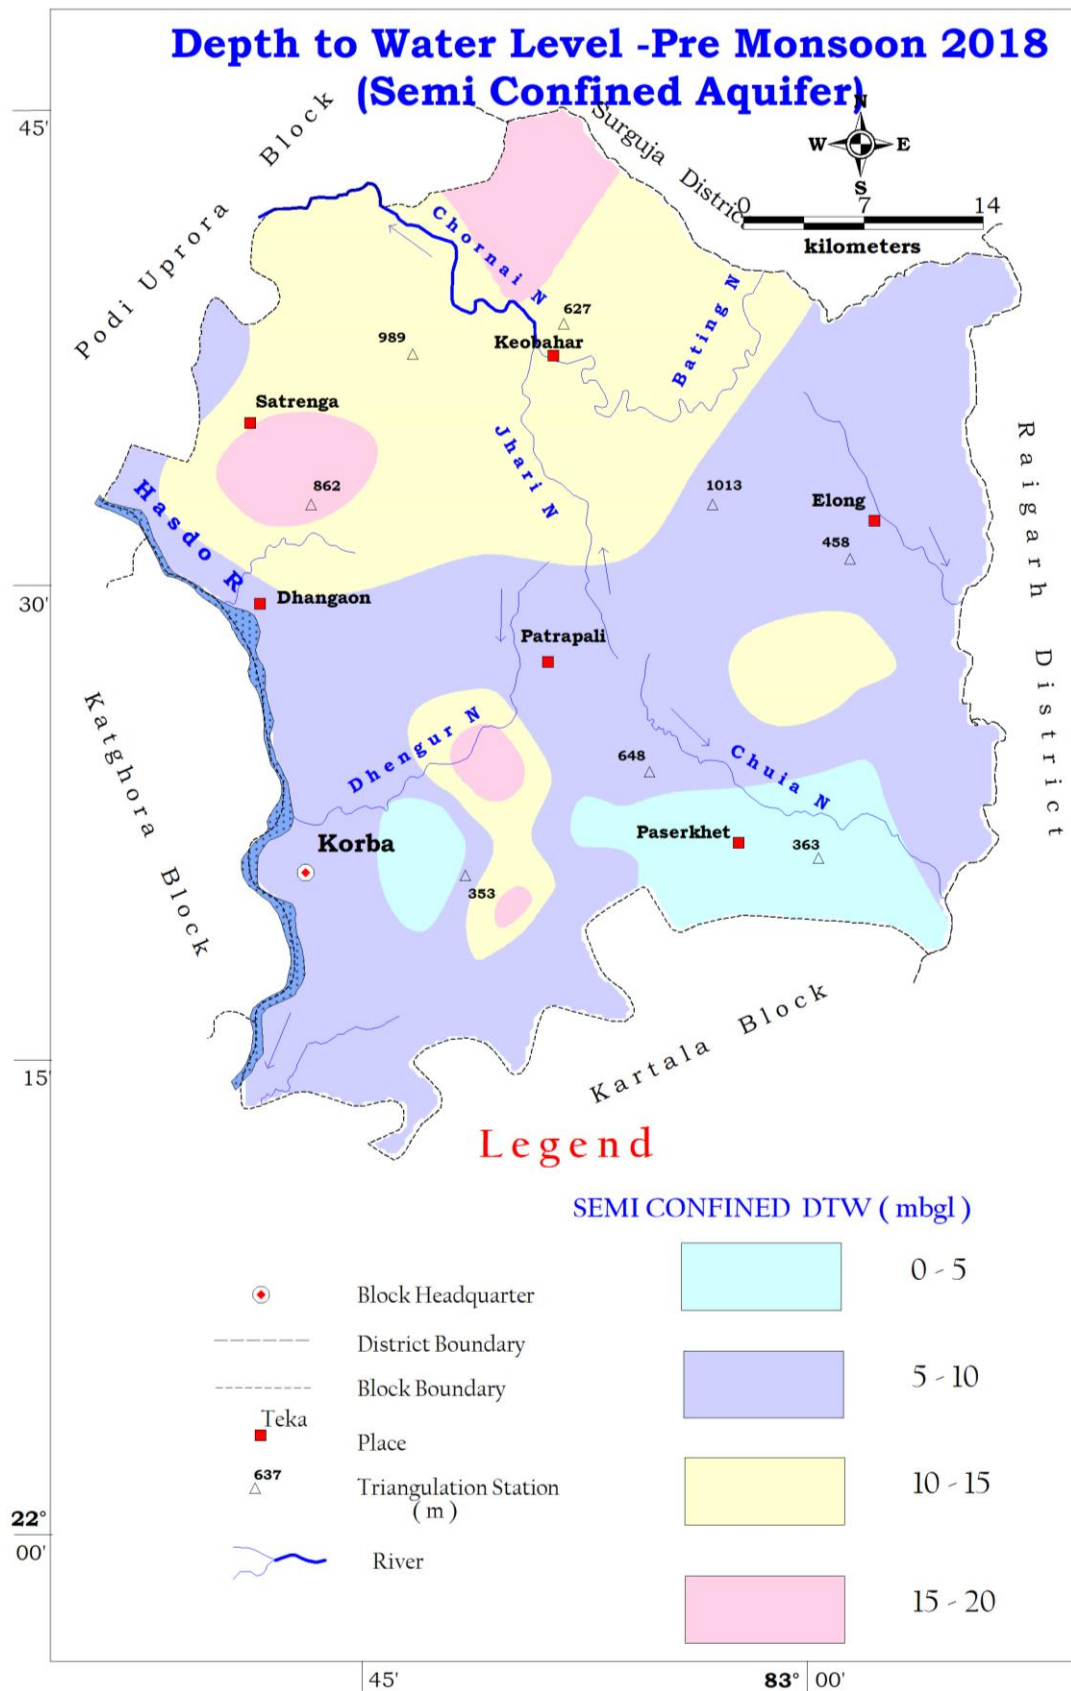 Depth to Water Level -Pre Monsoon 2018
(Semi Confined Aquifer)
N
W E
S
0 7 14
kilometers
45'
Podi Uprora Block
Surguja Distric
Chornai N
Bating N
627
Keobahar
989
Satrenga
Jhari N
862
1013
Elong
458
Hasdo R
Raigarh District
30'
Dhangaon
Patrapali
Katghora Block
Dhengur N
648
Chuia N
Korba
Paserkhet
363
353
Kartala Block
15'
Legend
SEMI CONFINED DTW ( mbgl )
0 - 5
Block Headquarter
District Boundary
5 - 10
Block Boundary
Teka
Place
637
Triangulation Station
( m )
10 - 15
River
15 - 20
22°
00'
45'
83° 00'